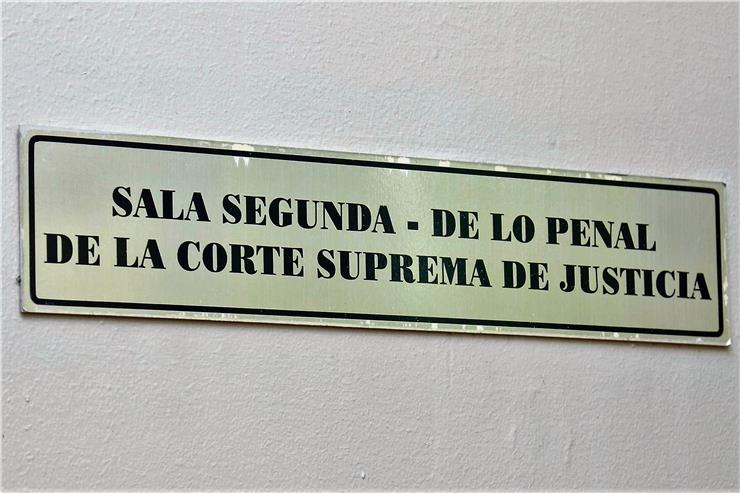 SALA SEGUNDA - DE LO PENAL
DE LA CORTE SUPREMA DE JUSTICIA